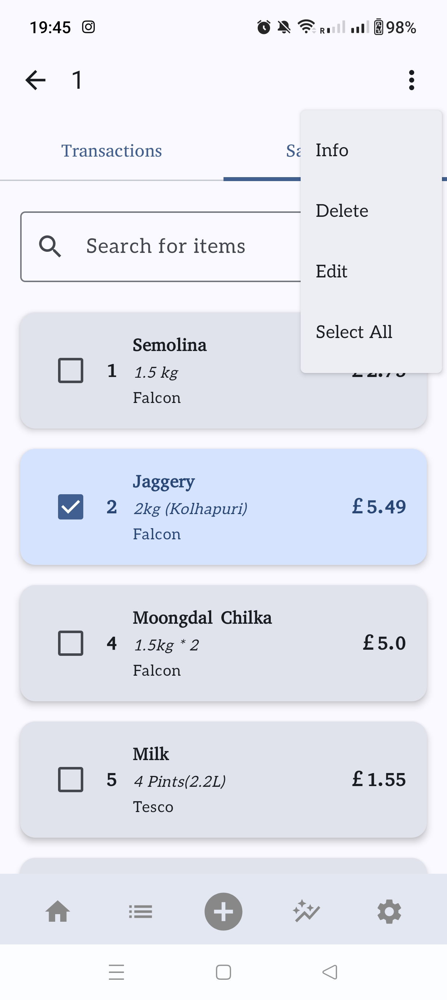 19:45
R
98%
1
Transactions
Info
Delete
Search for items
Edit
Select All
Semolina
1
1.5 kg
Falcon
Jaggery
2
2kg (Kolhapuri)
£ 5.49
Falcon
Moongdal Chilka
4
1.5kg * 2
£ 5.0
Falcon
Milk
5
4 Pints(2.2L)
£ 1.55
Tesco